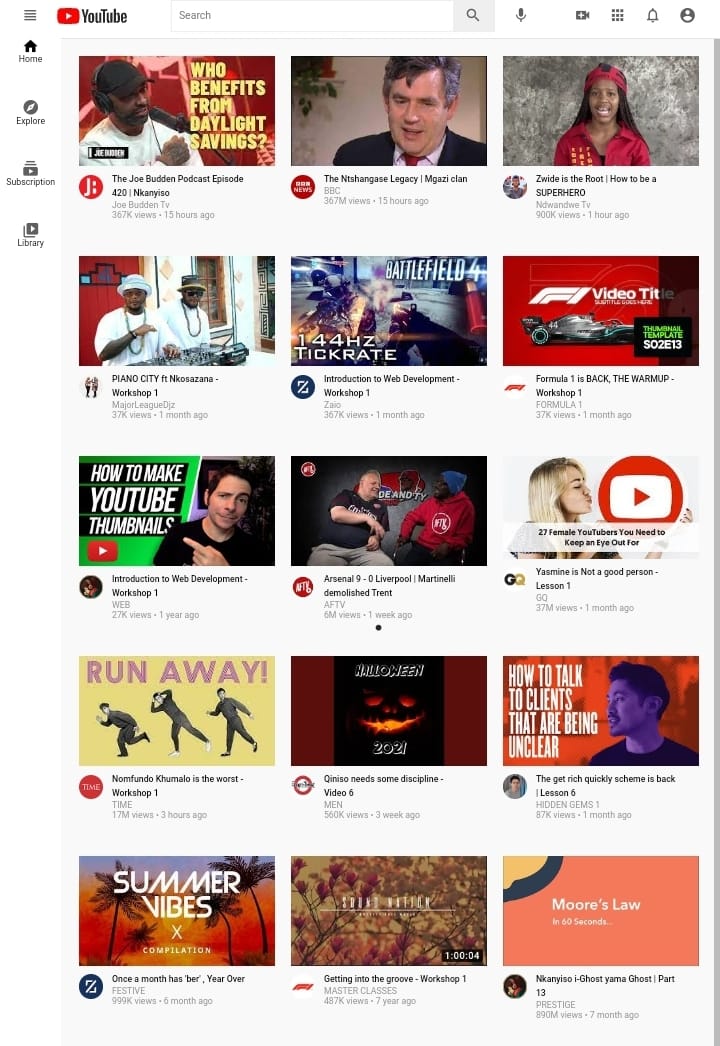 YouTube
Search
Home
Explore
Subscription
Library
WHO
BENEFITS
FROM
DAYLIGHT
SAVINGS?
JOE BUDDEN
The Joe Budden Podcast Episode
420 | Nkanyiso
Joe Budden Tv
367K views • 15 hours ago
BBC
NEWS
The Ntshangase Legacy | Mgazi clan
BBC
367M views • 15 hours ago
Zwide is the Root | How to be a
SUPERHERO
Ndwandwe Tv
900K views • 1 hour ago
PIANO CITY ft Nkosazana -
Workshop 1
MajorLeagueDjz
37K views • 1 month ago
BATTLEFIELD 4
144HZ
TICKRATE
Introduction to Web Development -
Workshop 1
Zaio
367K views • 1 month ago
Video Title
SUBTITLE GOES HERE
44
THUMBNAIL
TEMPLATE
S02E13
Formula 1 is BACK, THE WARMUP -
Workshop 1
FORMULA 1
37K views • 1 month ago
HOW TO MAKE
YOUTUBE
THUMBNAILS
Introduction to Web Development -
Workshop 1
WEB
27K views • 1 year ago
DE AND TY
AFTV
Arsenal 9 - 0 Liverpool | Martinelli
demolished Trent
AFTV
6M views • 1 week ago
27 Female YouTubers You Need to
Keep an Eye Out For
GQ
Yasmine is Not a good person -
Lesson 1
GQ
37M views • 1 month ago
RUN AWAY!
TIME
Nomfundo Khumalo is the worst -
Workshop 1
TIME
17M views • 3 hours ago
HALLOWEEN
2021
Qiniso needs some discipline -
Video 6
MEN
560K views • 3 week ago
HOW TO TALK
TO CLIENTS
THAT ARE BEING
UNCLEAR
The get rich quickly scheme is back
| Lesson 6
HIDDEN GEMS 1
87K views • 1 month ago
SUMMER
VIBES
X
COMPILATION
Once a month has 'ber' , Year Over
FESTIVE
999K views • 6 month ago
SOUND NATION
1:00:04
Getting into the groove - Workshop 1
MASTER CLASSES
487K views • 7 year ago
Moore's Law
In 60 Seconds...
Nkanyiso i-Ghost yama Ghost | Part
13
PRESTIGE
890M views • 7 month ago